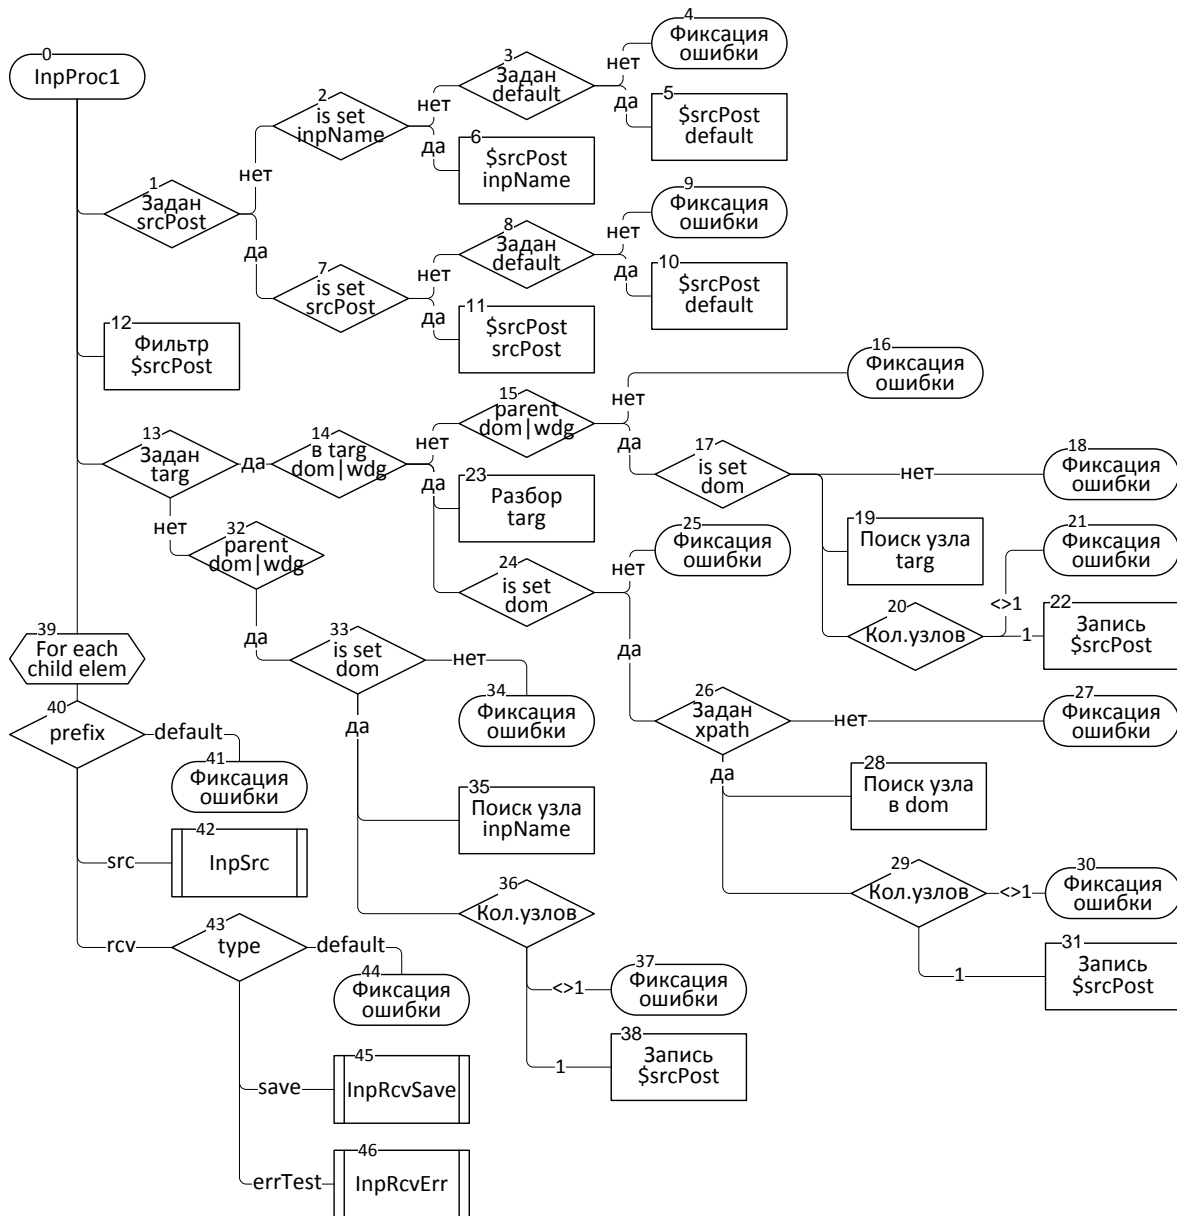 0
InpProc1
1
Задан
srcPost
нет
да
2
is set
inpName
нет
да
3
Задан
default
нет
да
4
Фиксация
ошибки
5
$srcPost
default
6
$srcPost
inpName
7
is set
srcPost
нет
да
8
Задан
default
нет
да
9
Фиксация
ошибки
10
$srcPost
default
11
$srcPost
srcPost
12
Фильтр
$srcPost
13
Задан
targ
да
нет
14
в targ
dom|wdg
нет
да
15
parent
dom|wdg
нет
да
16
Фиксация
ошибки
17
is set
dom
нет
18
Фиксация
ошибки
19
Поиск узла
targ
20
Кол.узлов
<>1
1
21
Фиксация
ошибки
22
Запись
$srcPost
23
Разбор
targ
24
is set
dom
нет
да
25
Фиксация
ошибки
26
Задан
xpath
нет
да
27
Фиксация
ошибки
28
Поиск узла
в dom
29
Кол.узлов
<>1
1
30
Фиксация
ошибки
31
Запись
$srcPost
32
parent
dom|wdg
да
33
is set
dom
нет
да
34
Фиксация
ошибки
35
Поиск узла
inpName
36
Кол.узлов
<>1
1
37
Фиксация
ошибки
38
Запись
$srcPost
39
For each
child elem
40
prefix
default
src
rcv
41
Фиксация
ошибки
42
InpSrc
43
type
default
save
errTest
44
Фиксация
ошибки
45
InpRcvSave
46
InpRcvErr